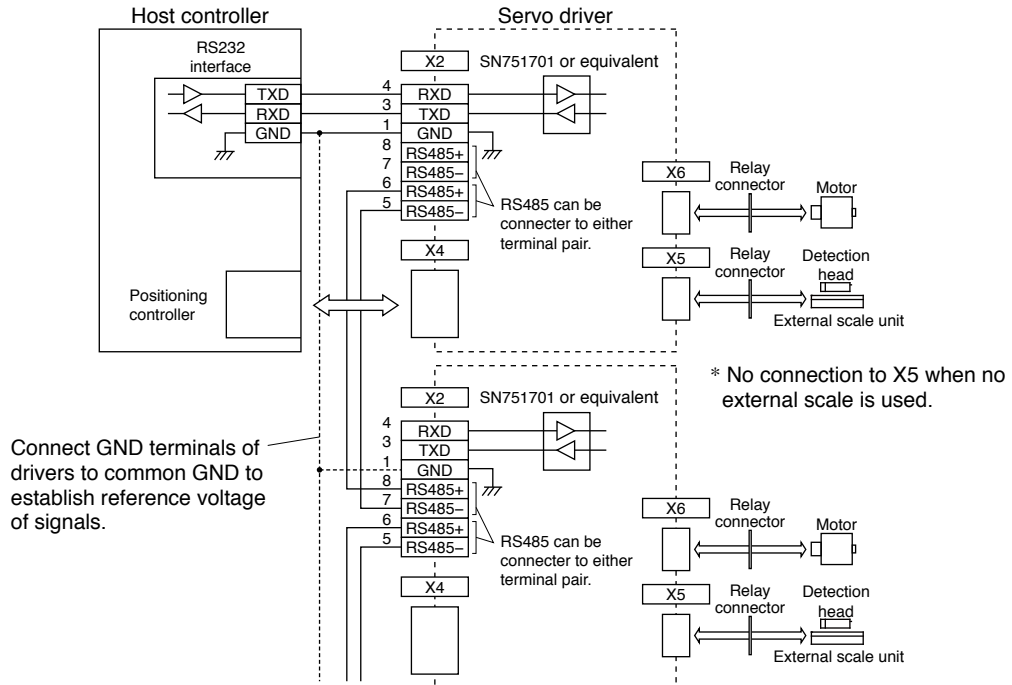 Host controller
Servo driver
RS232
interface
X2
SN751701 or equivalent
TXD
4
RXD
RXD
3
TXD
GND
1
GND
8
RS485+
7
RS485–
6
RS485+
5
RS485–
RS485 can be
connecter to either
terminal pair.
X6
Relay
connector
Motor
X4
X5
Relay
connector
Detection
head
External scale unit
Positioning
controller
* No connection to X5 when no
external scale is used.
X2
SN751701 or equivalent
4
RXD
3
TXD
1
GND
8
RS485+
7
RS485–
6
RS485+
5
RS485–
RS485 can be
connecter to either
terminal pair.
Connect GND terminals of
drivers to common GND to
establish reference voltage
of signals.
X6
Relay
connector
Motor
X4
X5
Relay
connector
Detection
head
External scale unit